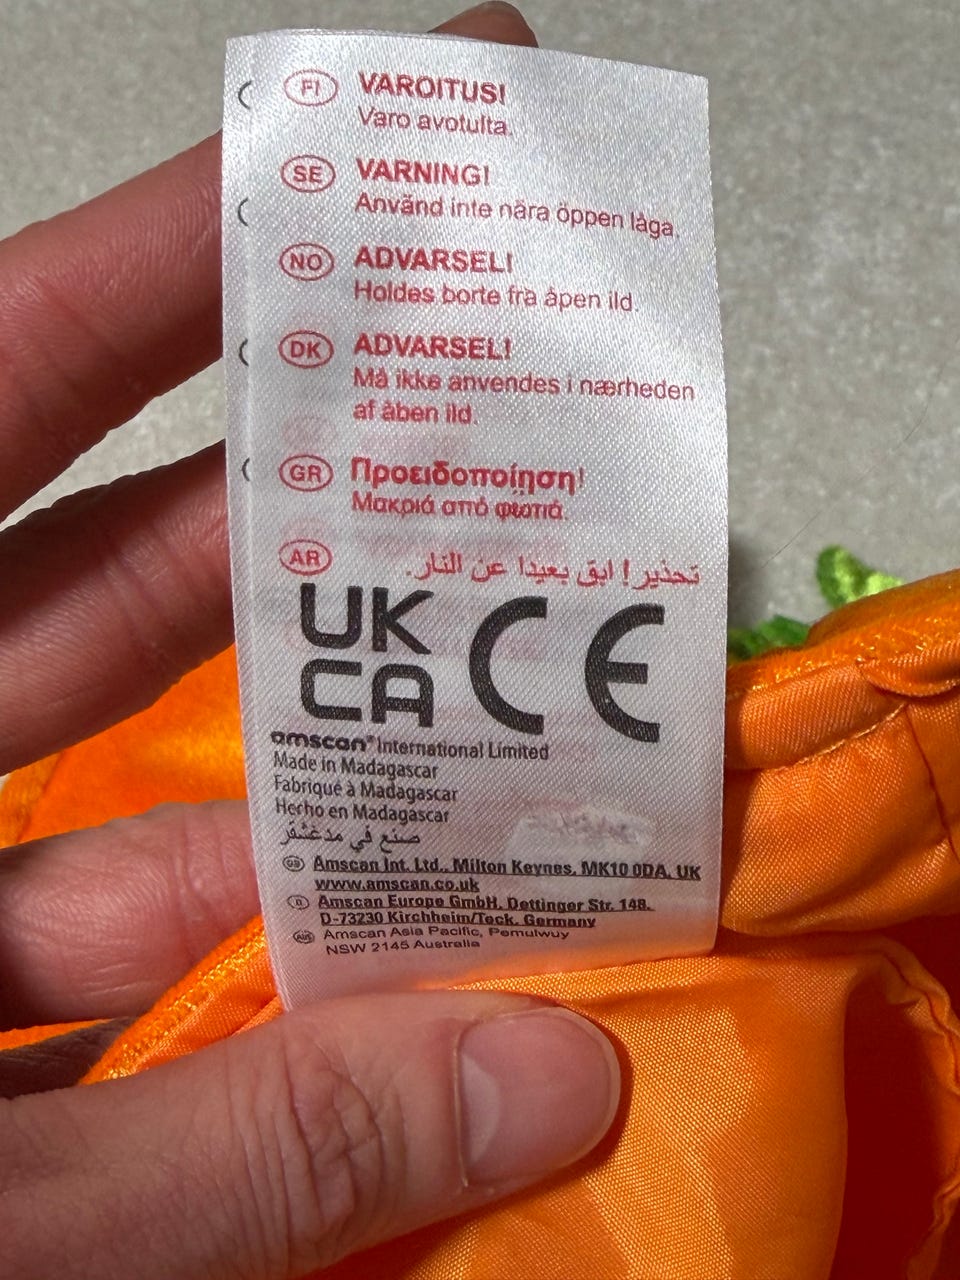 FI VAROITUS!
Varo avotulta.
SE VARNING!
Använd inte nära öppen låga.
NO ADVARSEL!
Holdes borte fra åpen ild.
DK ADVARSEL!
Må ikke anvendes i nærheden
af åben ild.
GR Προειδοποίηση!
Μακριά από φωτιά.
AR تحذير! ابق بعيدا عن النار.
UK
CA CE
amscan® International Limited
Made in Madagascar
Fabriqué à Madagascar
Hecho en Madagascar
صنع في مدغشقر
GB Amscan Int. Ltd., Milton Keynes, MK10 0DA, UK
www.amscan.co.uk
D Amscan Europe GmbH, Dettinger Str. 148,
D-73230 Kirchheim/Teck, Germany
AUS Amscan Asia Pacific, Pemulwuy
NSW 2145 Australia